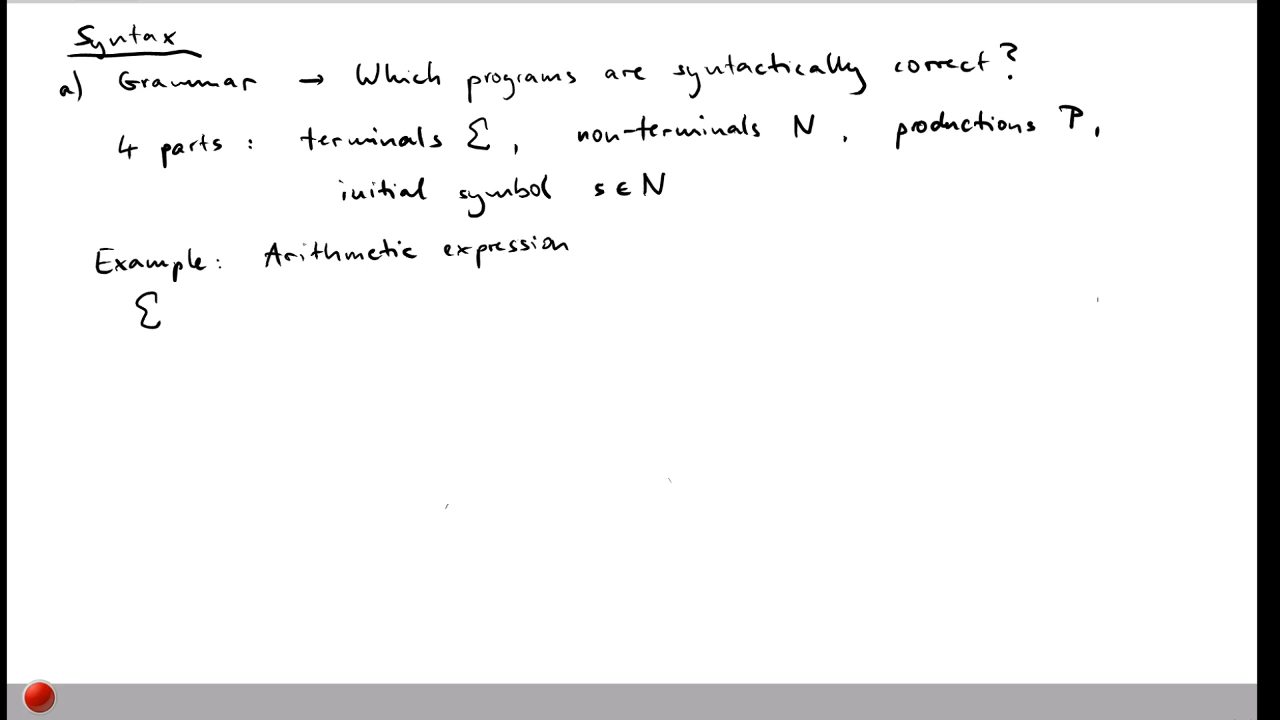 Syntax
a) Grammar → Which programs are syntactically correct?
4 parts : terminals Σ, non-terminals N, productions P,
initial symbol s ∈ N
Example: Arithmetic expression
Σ